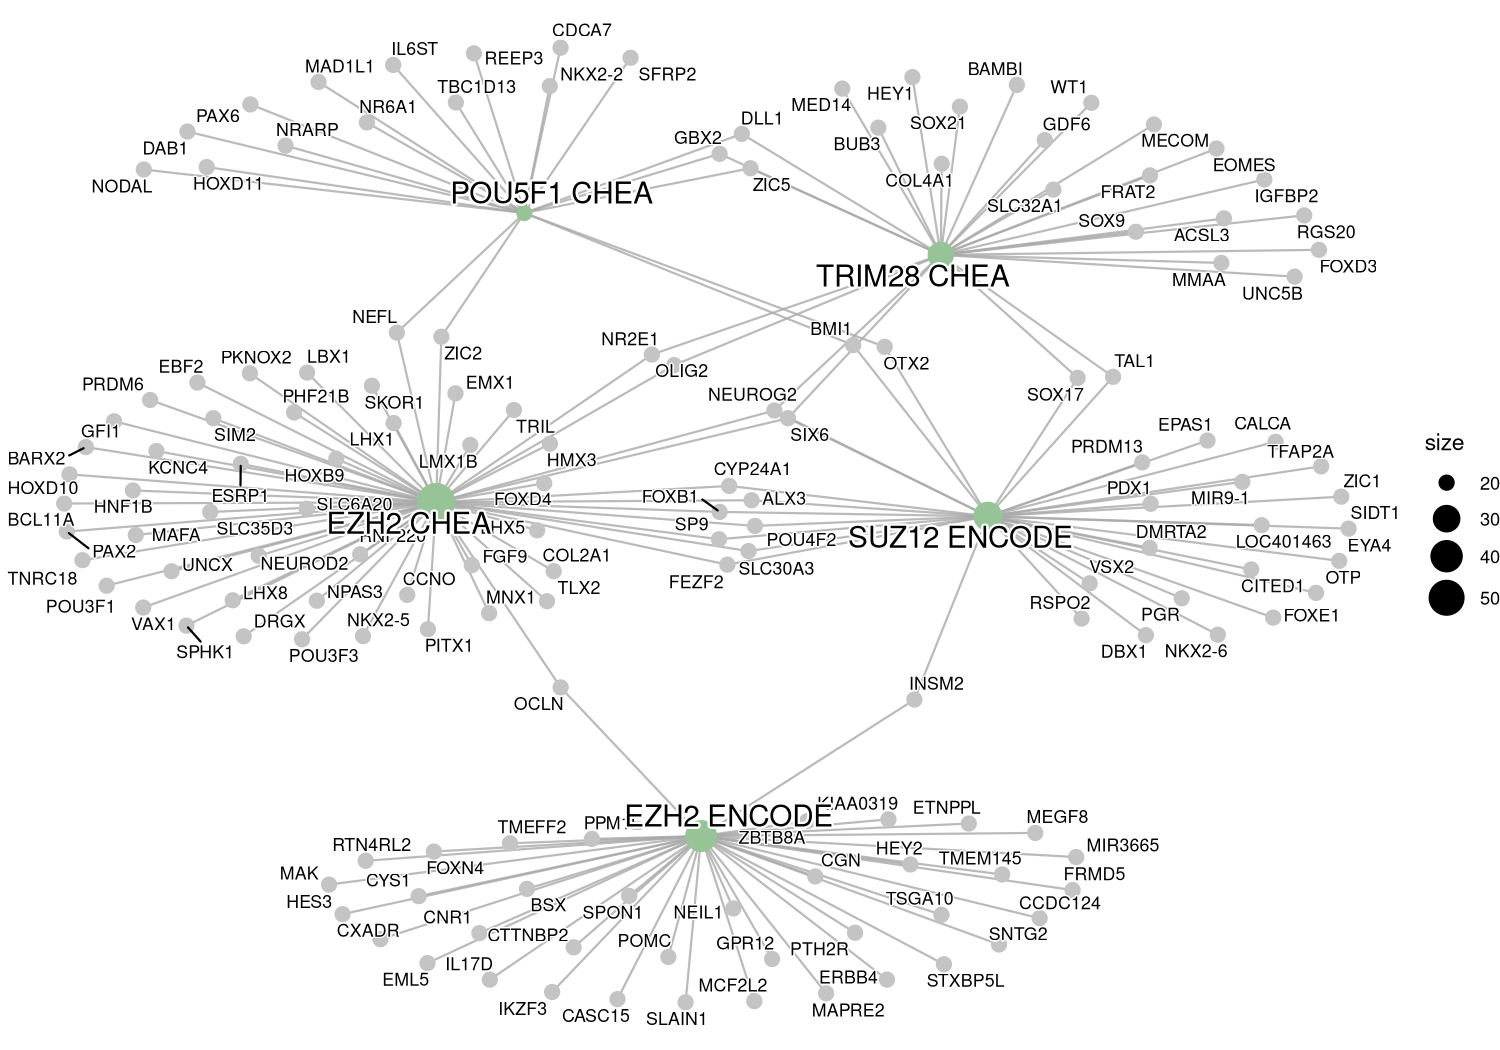 CDCA7
IL6ST
REEP3
MAD1L1
NKX2-2
SFRP2
TBC1D13
PAX6
NR6A1
NRARP
DAB1
NODAL
HOXD11
POU5F1 CHEA
BAMBI
WT1
HEY1
MED14
DLL1
SOX21
GDF6
GBX2
BUB3
MECOM
EOMES
ZIC5
COL4A1
FRAT2
IGFBP2
SLC32A1
SOX9
ACSL3
RGS20
FOXD3
TRIM28 CHEA
MMAA
UNC5B
NEFL
BMI1
NR2E1
ZIC2
OTX2
TAL1
OLIG2
PKNOX2
LBX1
EBF2
PRDM6
EMX1
PHF21B
SKOR1
NEUROG2
SOX17
TRIL
SIX6
GFI1
SIM2
LHX1
EPAS1
CALCA
BARX2
KCNC4
HOXB9
LMX1B
HMX3
PRDM13
TFAP2A
CYP24A1
HOXD10
HNF1B
ESRP1
SLC6A20
FOXD4
FOXB1
ALX3
PDX1
MIR9-1
ZIC1
BCL11A
SLC35D3
EZH2 CHEA
SP9
POU4F2
SUZ12 ENCODE
SIDT1
MAFA
DMRTA2
LOC401463
EYA4
PAX2
TNRC18
UNCX
NEUROD2
FGF9
COL2A1
SLC30A3
FEZF2
VSX2
CITED1
OTP
CCNO
TLX2
POU3F1
LHX8
NPAS3
MNX1
RSPO2
PGR
FOXE1
VAX1
DRGX
NKX2-5
PITX1
SPHK1
POU3F3
DBX1
NKX2-6
OCLN
INSM2
size
20
30
40
50
EZH2 ENCODE
KIAA0319
ETNPPL
MEGF8
TMEFF2
ZBTB8A
RTN4RL2
HEY2
TMEM145
MIR3665
MAK
FOXN4
CGN
FRMD5
CYS1
HES3
BSX
TSGA10
CCDC124
CNR1
SPON1
NEIL1
CXADR
CTTNBP2
POMC
GPR12
PTH2R
SNTG2
EML5
IL17D
ERBB4
STXBP5L
MCF2L2
IKZF3
CASC15
SLAIN1
MAPRE2